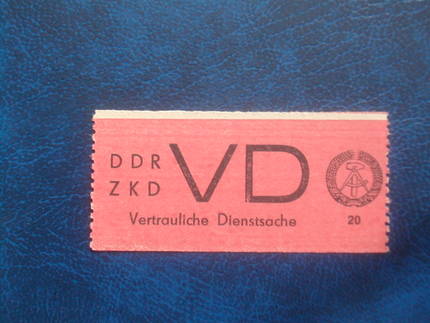 DDR
ZKD
VD
Vertrauliche Dienstsache
20